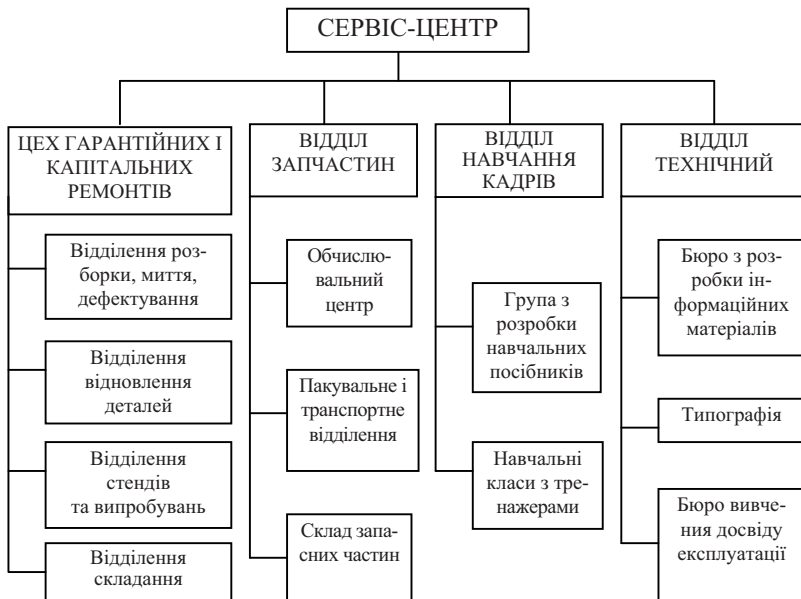 СЕРВІС-ЦЕНТР
ЦЕХ ГАРАНТІЙНИХ І
КАПІТАЛЬНИХ
РЕМОНТІВ
Відділення роз-
борки, миття,
дефектування
Відділення
відновлення
деталей
Відділення
стендів
та випробувань
Відділення
складання
ВІДДІЛ
ЗАПЧАСТИН
Обчислю-
вальний
центр
Пакувальне і
транспортне
відділення
Склад запа-
сних частин
ВІДДІЛ
НАВЧАННЯ
КАДРІВ
Група з
розробки
навчальних
посібників
Навчальні
класи з тре-
нажерами
ВІДДІЛ
ТЕХНІЧНИЙ
Бюро з роз-
робки ін-
формаційних
матеріалів
Типографія
Бюро вивче-
ння досвіду
експлуатації